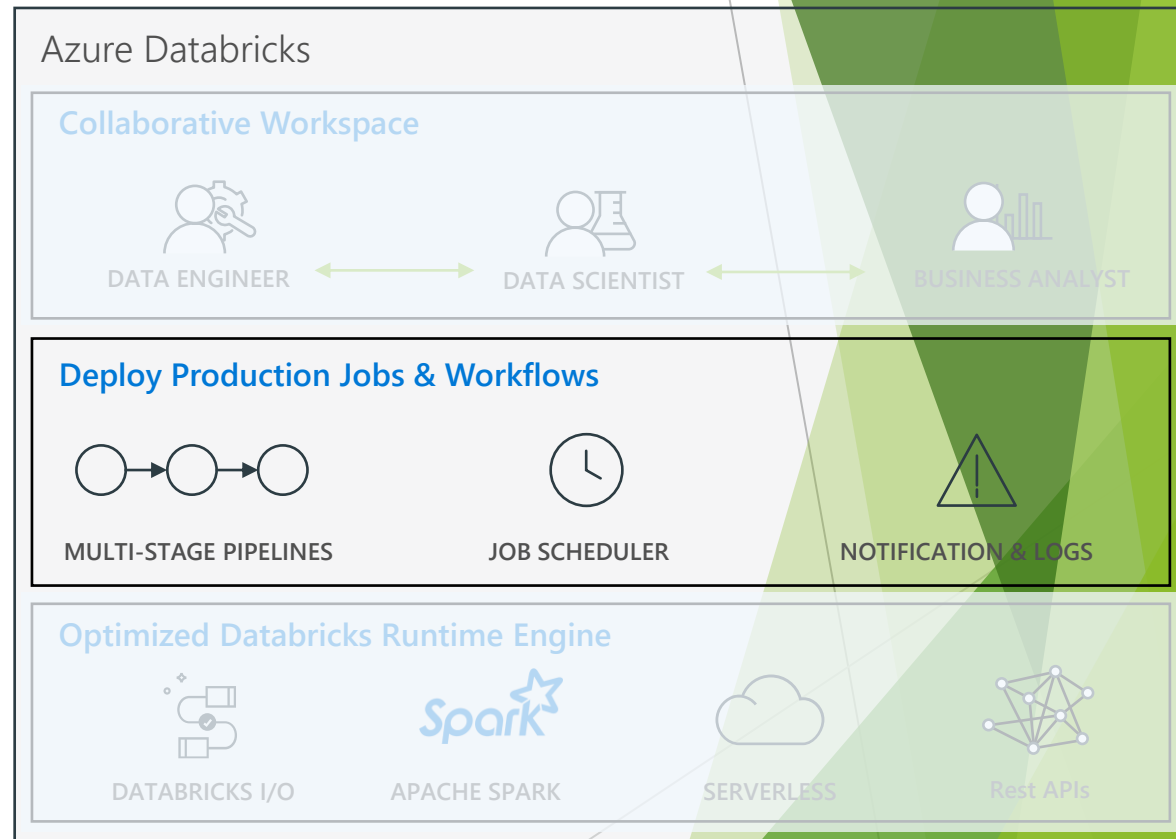 Azure Databricks
Collaborative Workspace
DATA ENGINEER
DATA SCIENTIST
BUSINESS ANALYST
Deploy Production Jobs & Workflows
MULTI-STAGE PIPELINES
JOB SCHEDULER
NOTIFICATION & LOGS
Optimized Databricks Runtime Engine
Spark
DATABRICKS I/O
APACHE SPARK
SERVERLESS
Rest APIs